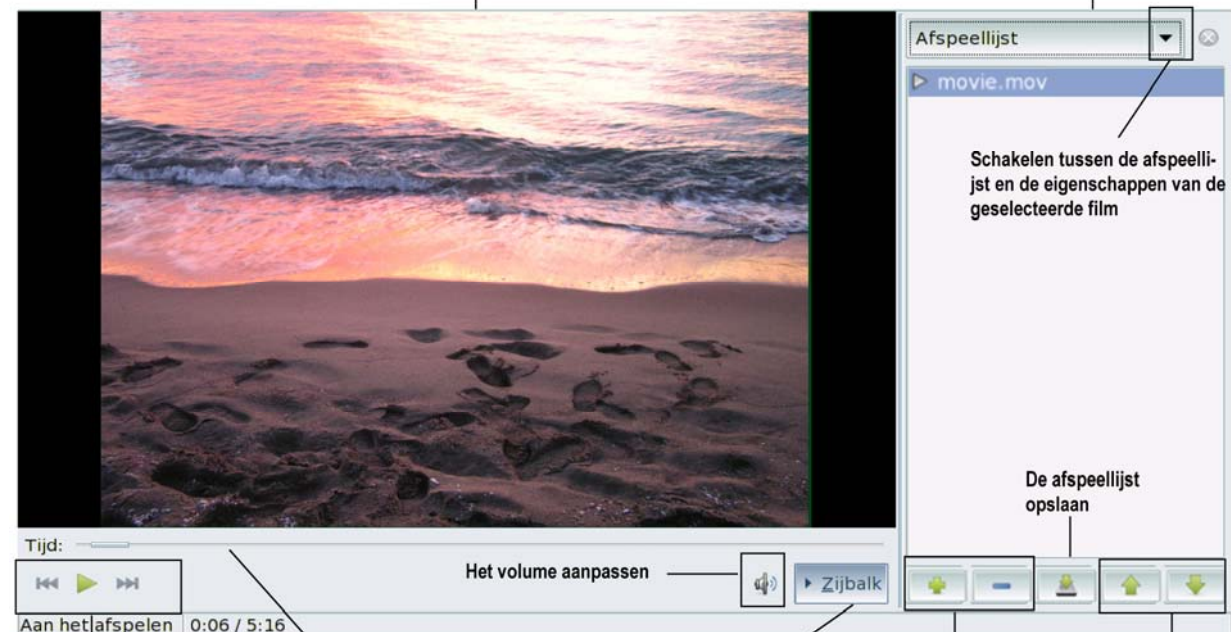 Afspeellijst
movie.mov
Schakelen tussen de afspeelli-
jst en de eigenschappen van de
geselecteerde film
De afspeellijst
opslaan
Tijd:
Het volume aanpassen
Zijbalk
Aan het afspelen 0:06 / 5:16